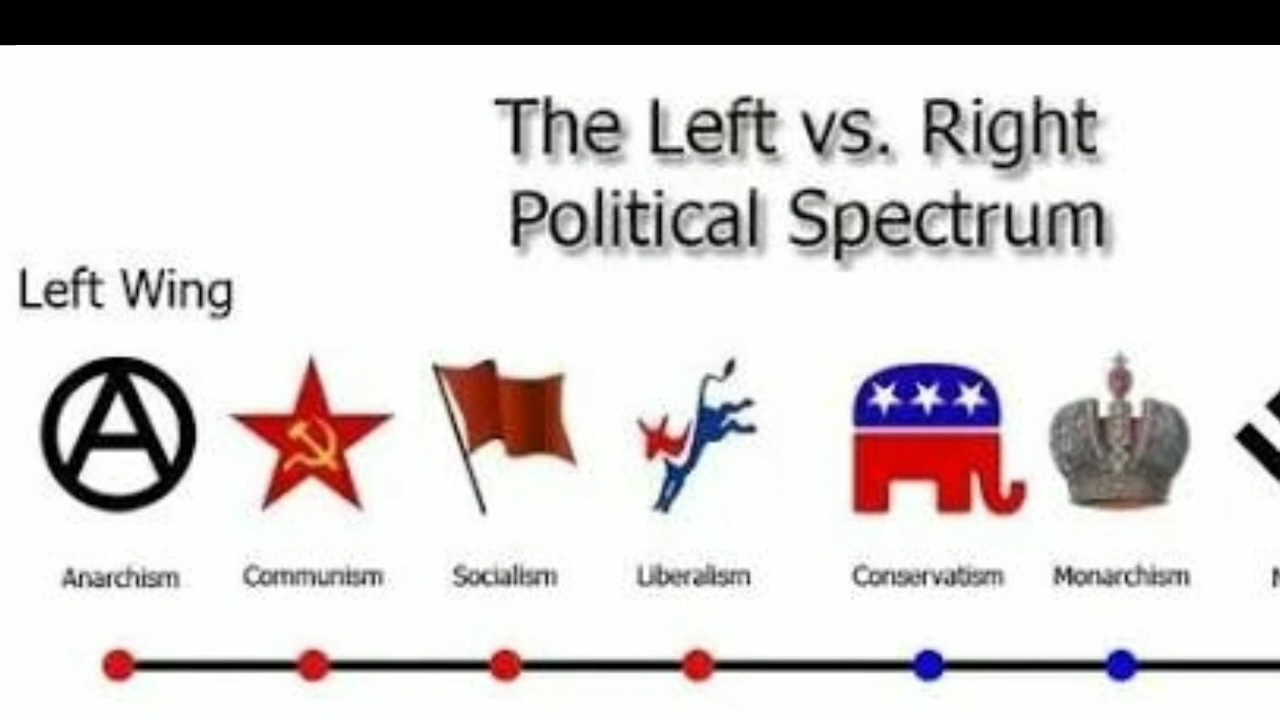 The Left vs. Right
Political Spectrum
Left Wing
Anarchism Communism Socialism Liberalism Conservatism Monarchism